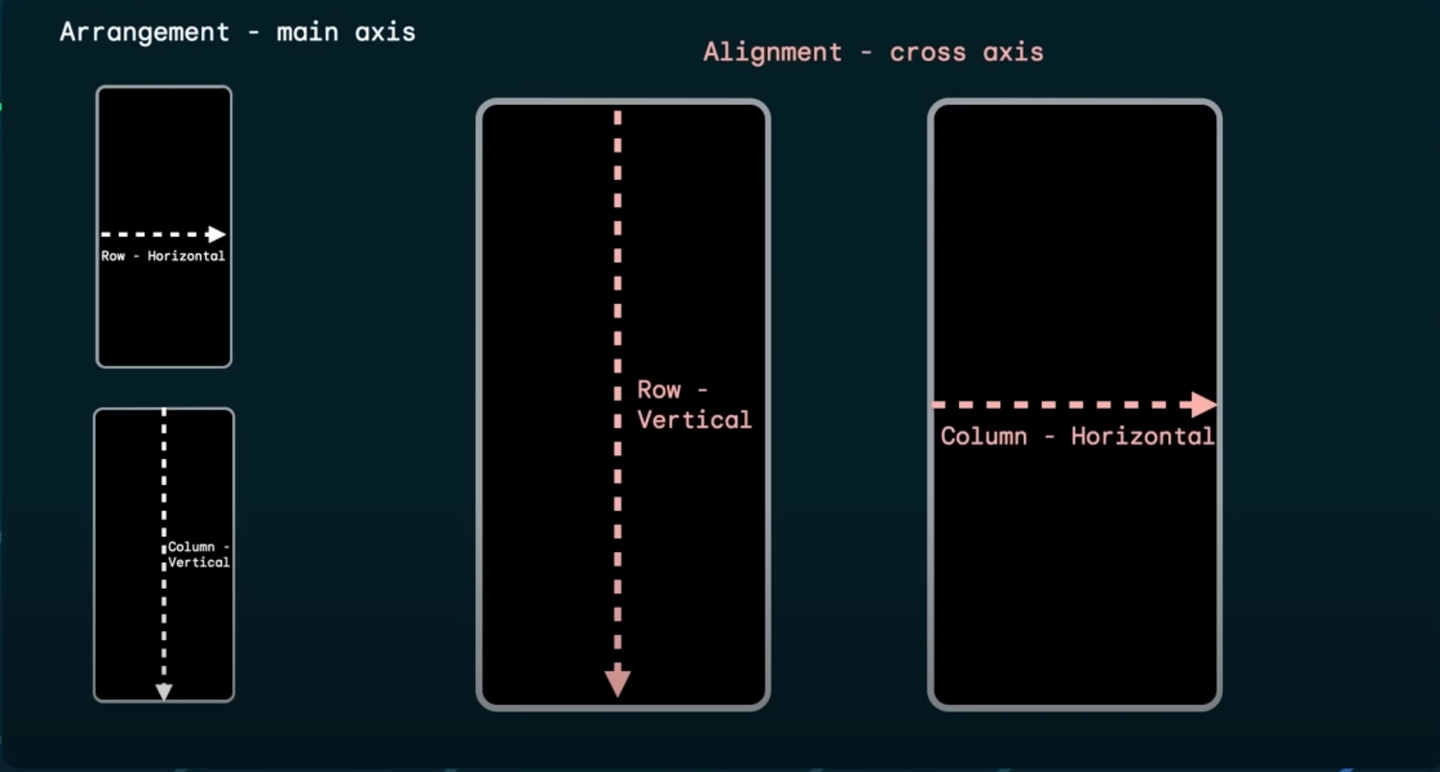 Arrangement - main axis
Alignment - cross axis
Row - Horizontal
Column -
Vertical
Row -
Vertical
Column - Horizontal